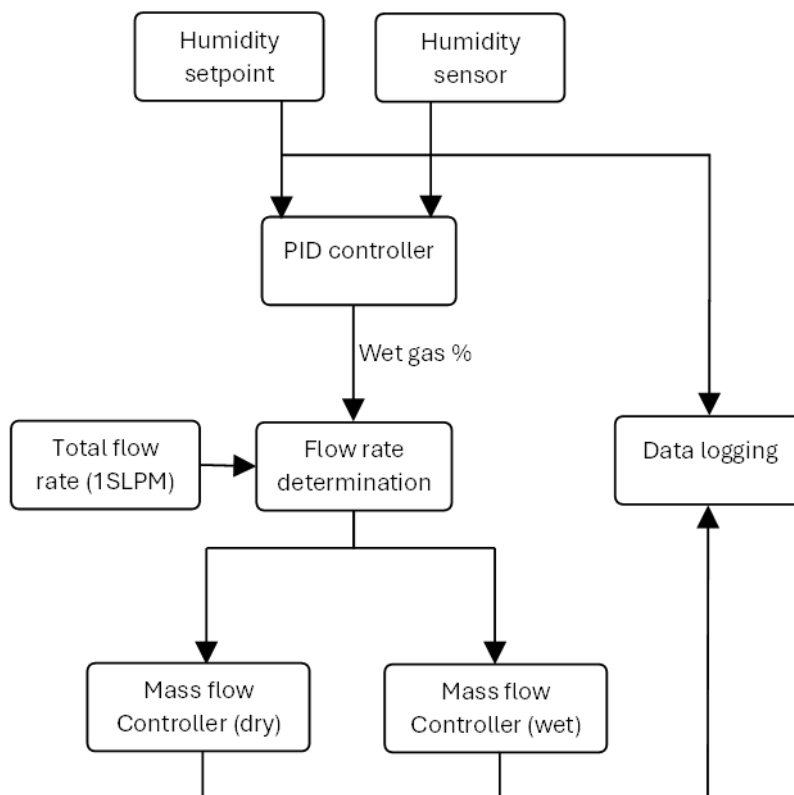 Humidity
setpoint
Humidity
sensor
PID controller
Wet gas %
Total flow
rate (1SLPM)
Flow rate
determination
Data logging
Mass flow
Controller (dry)
Mass flow
Controller (wet)